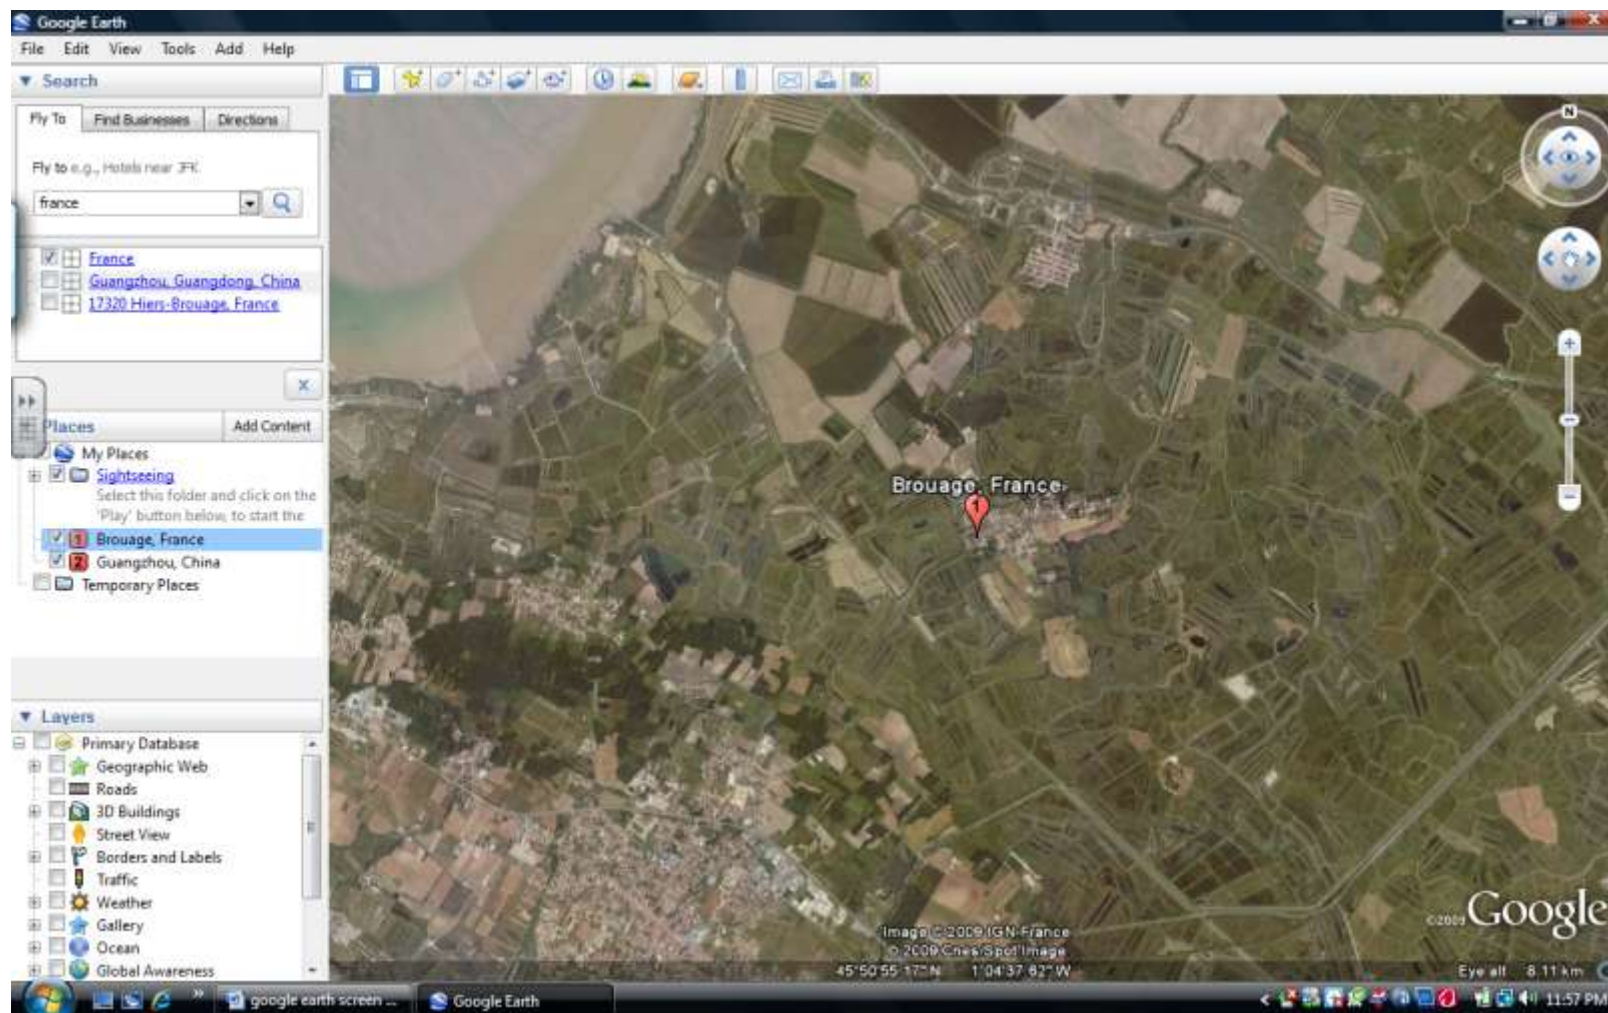 Google Earth
File Edit View Tools Add Help
Search
Fly To Find Businesses Directions
Fly to e.g., Hotels near JFK
france
France
Guangzhou, Guangdong, China
17320 Hiers-Brouage, France
Places Add Content
My Places
Sightseeing
Select this folder and click on the
'Play' button below, to start the
1 Brouage, France
2 Guangzhou, China
Temporary Places
Layers
Primary Database
Geographic Web
Roads
3D Buildings
Street View
Borders and Labels
Traffic
Weather
Gallery
Ocean
Global Awareness
N
Brouage, France
1
©2009 Google
Image © 2009 IGN France
© 2009 Cnes/Spot Image
45°50'55.17" N 1°04'37.62" W
Eye alt 8.11 km
google earth screen ...
Google Earth
11:57 PM